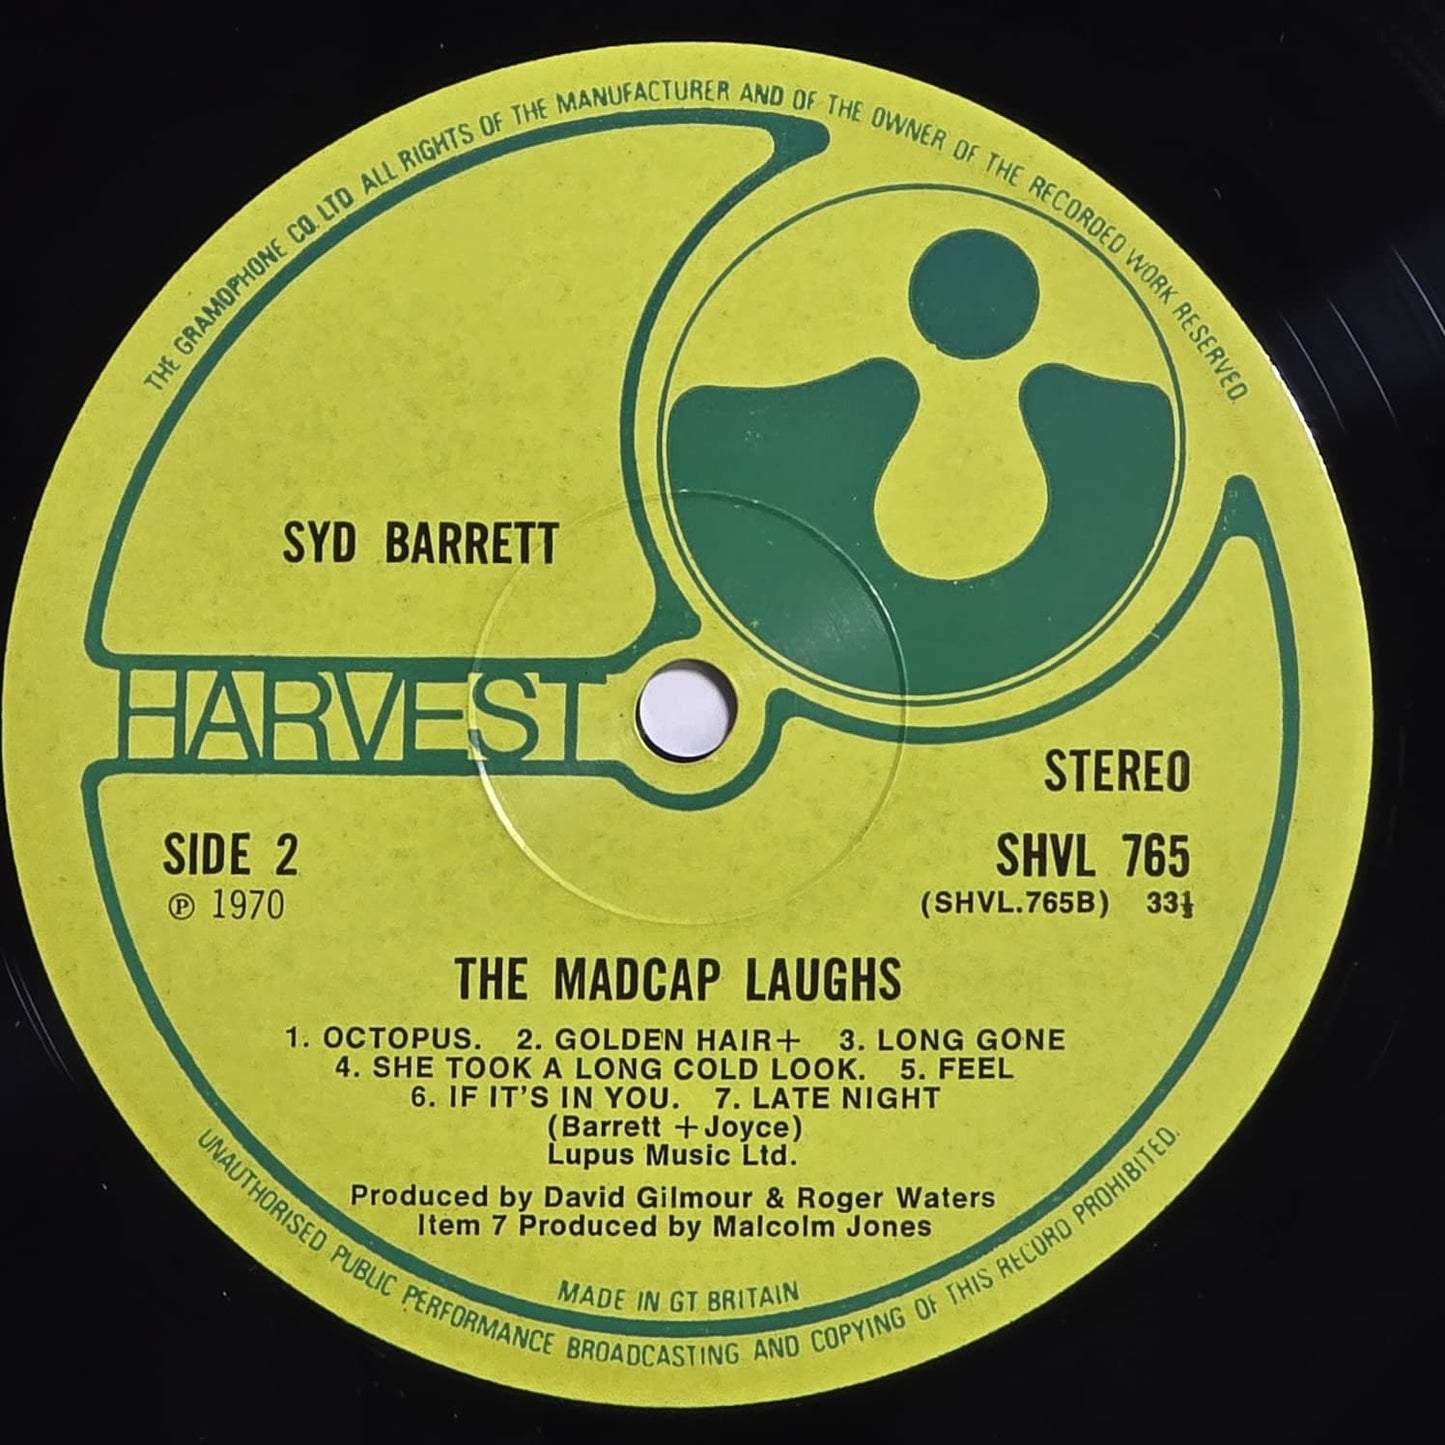 THE GRAMOPHONE CO. LTD ALL RIGHTS OF THE MANUFACTURER AND OF THE OWNER OF THE RECORDED WORK RESERVED.
SYD BARRETT
HARVEST
STEREO
SIDE 2
SHVL 765
℗ 1970
(SHVL.765B) 33⅓
THE MADCAP LAUGHS
1. OCTOPUS. 2. GOLDEN HAIR+ 3. LONG GONE
4. SHE TOOK A LONG COLD LOOK. 5. FEEL
6. IF IT'S IN YOU. 7. LATE NIGHT
(Barrett +Joyce)
Lupus Music Ltd.
Produced by David Gilmour & Roger Waters
Item 7 Produced by Malcolm Jones
MADE IN GT BRITAIN
UNAUTHORISED PUBLIC PERFORMANCE BROADCASTING AND COPYING OF THIS RECORD PROHIBITED.